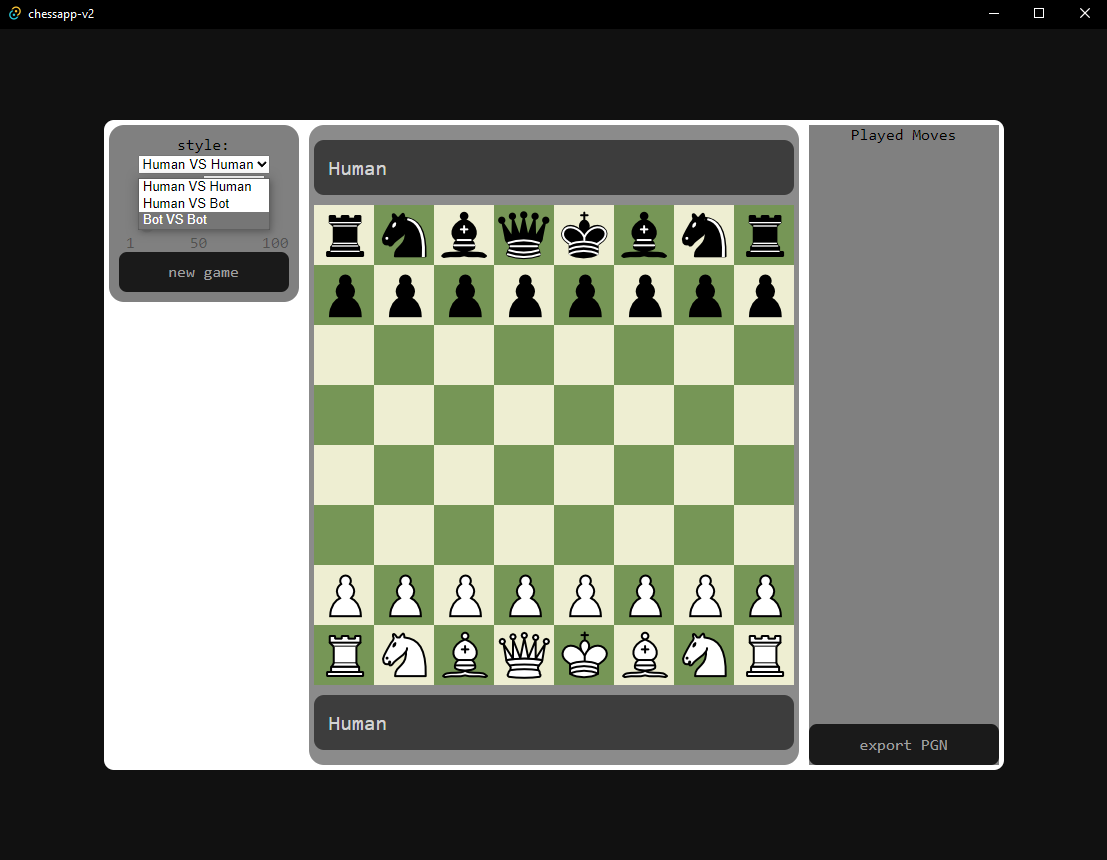 chessapp-v2
style:
Human VS Human
Human VS Human
Human VS Bot
Bot VS Bot
1 50 100
new game
Human
Human
Played Moves
export PGN